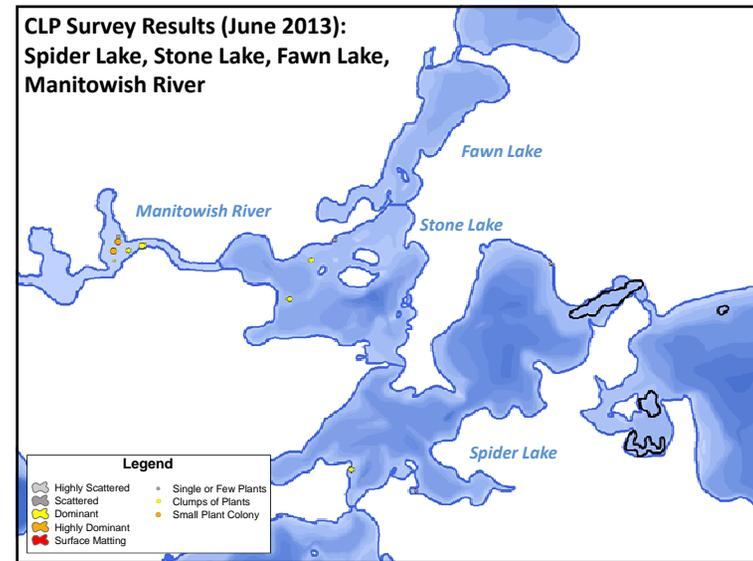 CLP Survey Results (June 2013):
Spider Lake, Stone Lake, Fawn Lake,
Manitowish River
Fawn Lake
Manitowish River
Stone Lake
Spider Lake
Legend
Highly Scattered
Scattered
Dominant
Highly Dominant
Surface Matting
Single or Few Plants
Clumps of Plants
Small Plant Colony